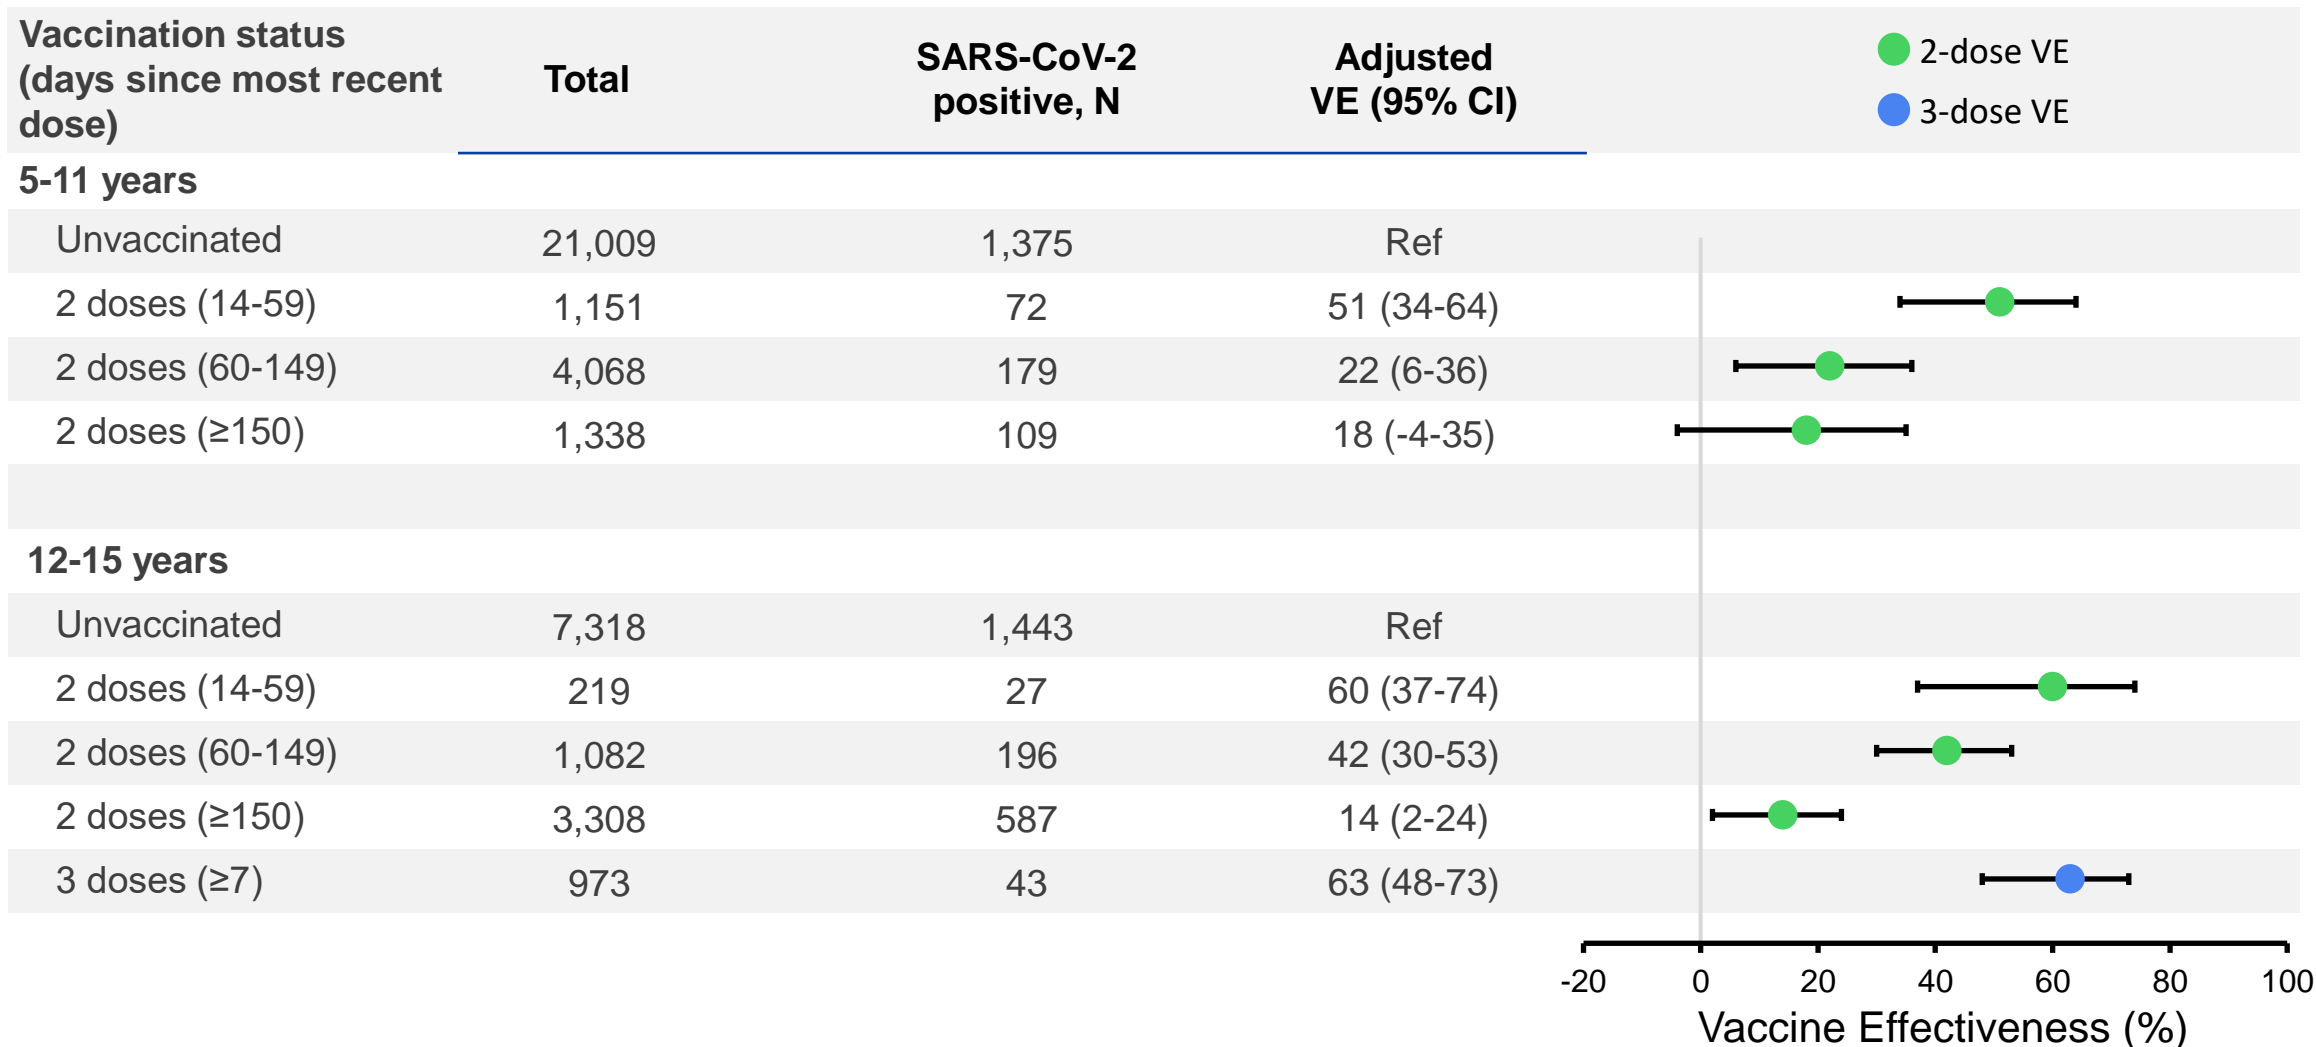 Vaccination status
(days since most recent
dose)
Total
SARS-CoV-2
positive, N
Adjusted
VE (95% CI)
2-dose VE
3-dose VE
5-11 years
Unvaccinated 21,009 1,375 Ref
2 doses (14-59) 1,151 72 51 (34-64)
2 doses (60-149) 4,068 179 22 (6-36)
2 doses (≥150) 1,338 109 18 (-4-35)
12-15 years
Unvaccinated 7,318 1,443 Ref
2 doses (14-59) 219 27 60 (37-74)
2 doses (60-149) 1,082 196 42 (30-53)
2 doses (≥150) 3,308 587 14 (2-24)
3 doses (≥7) 973 43 63 (48-73)
-20 0 20 40 60 80 100
Vaccine Effectiveness (%)